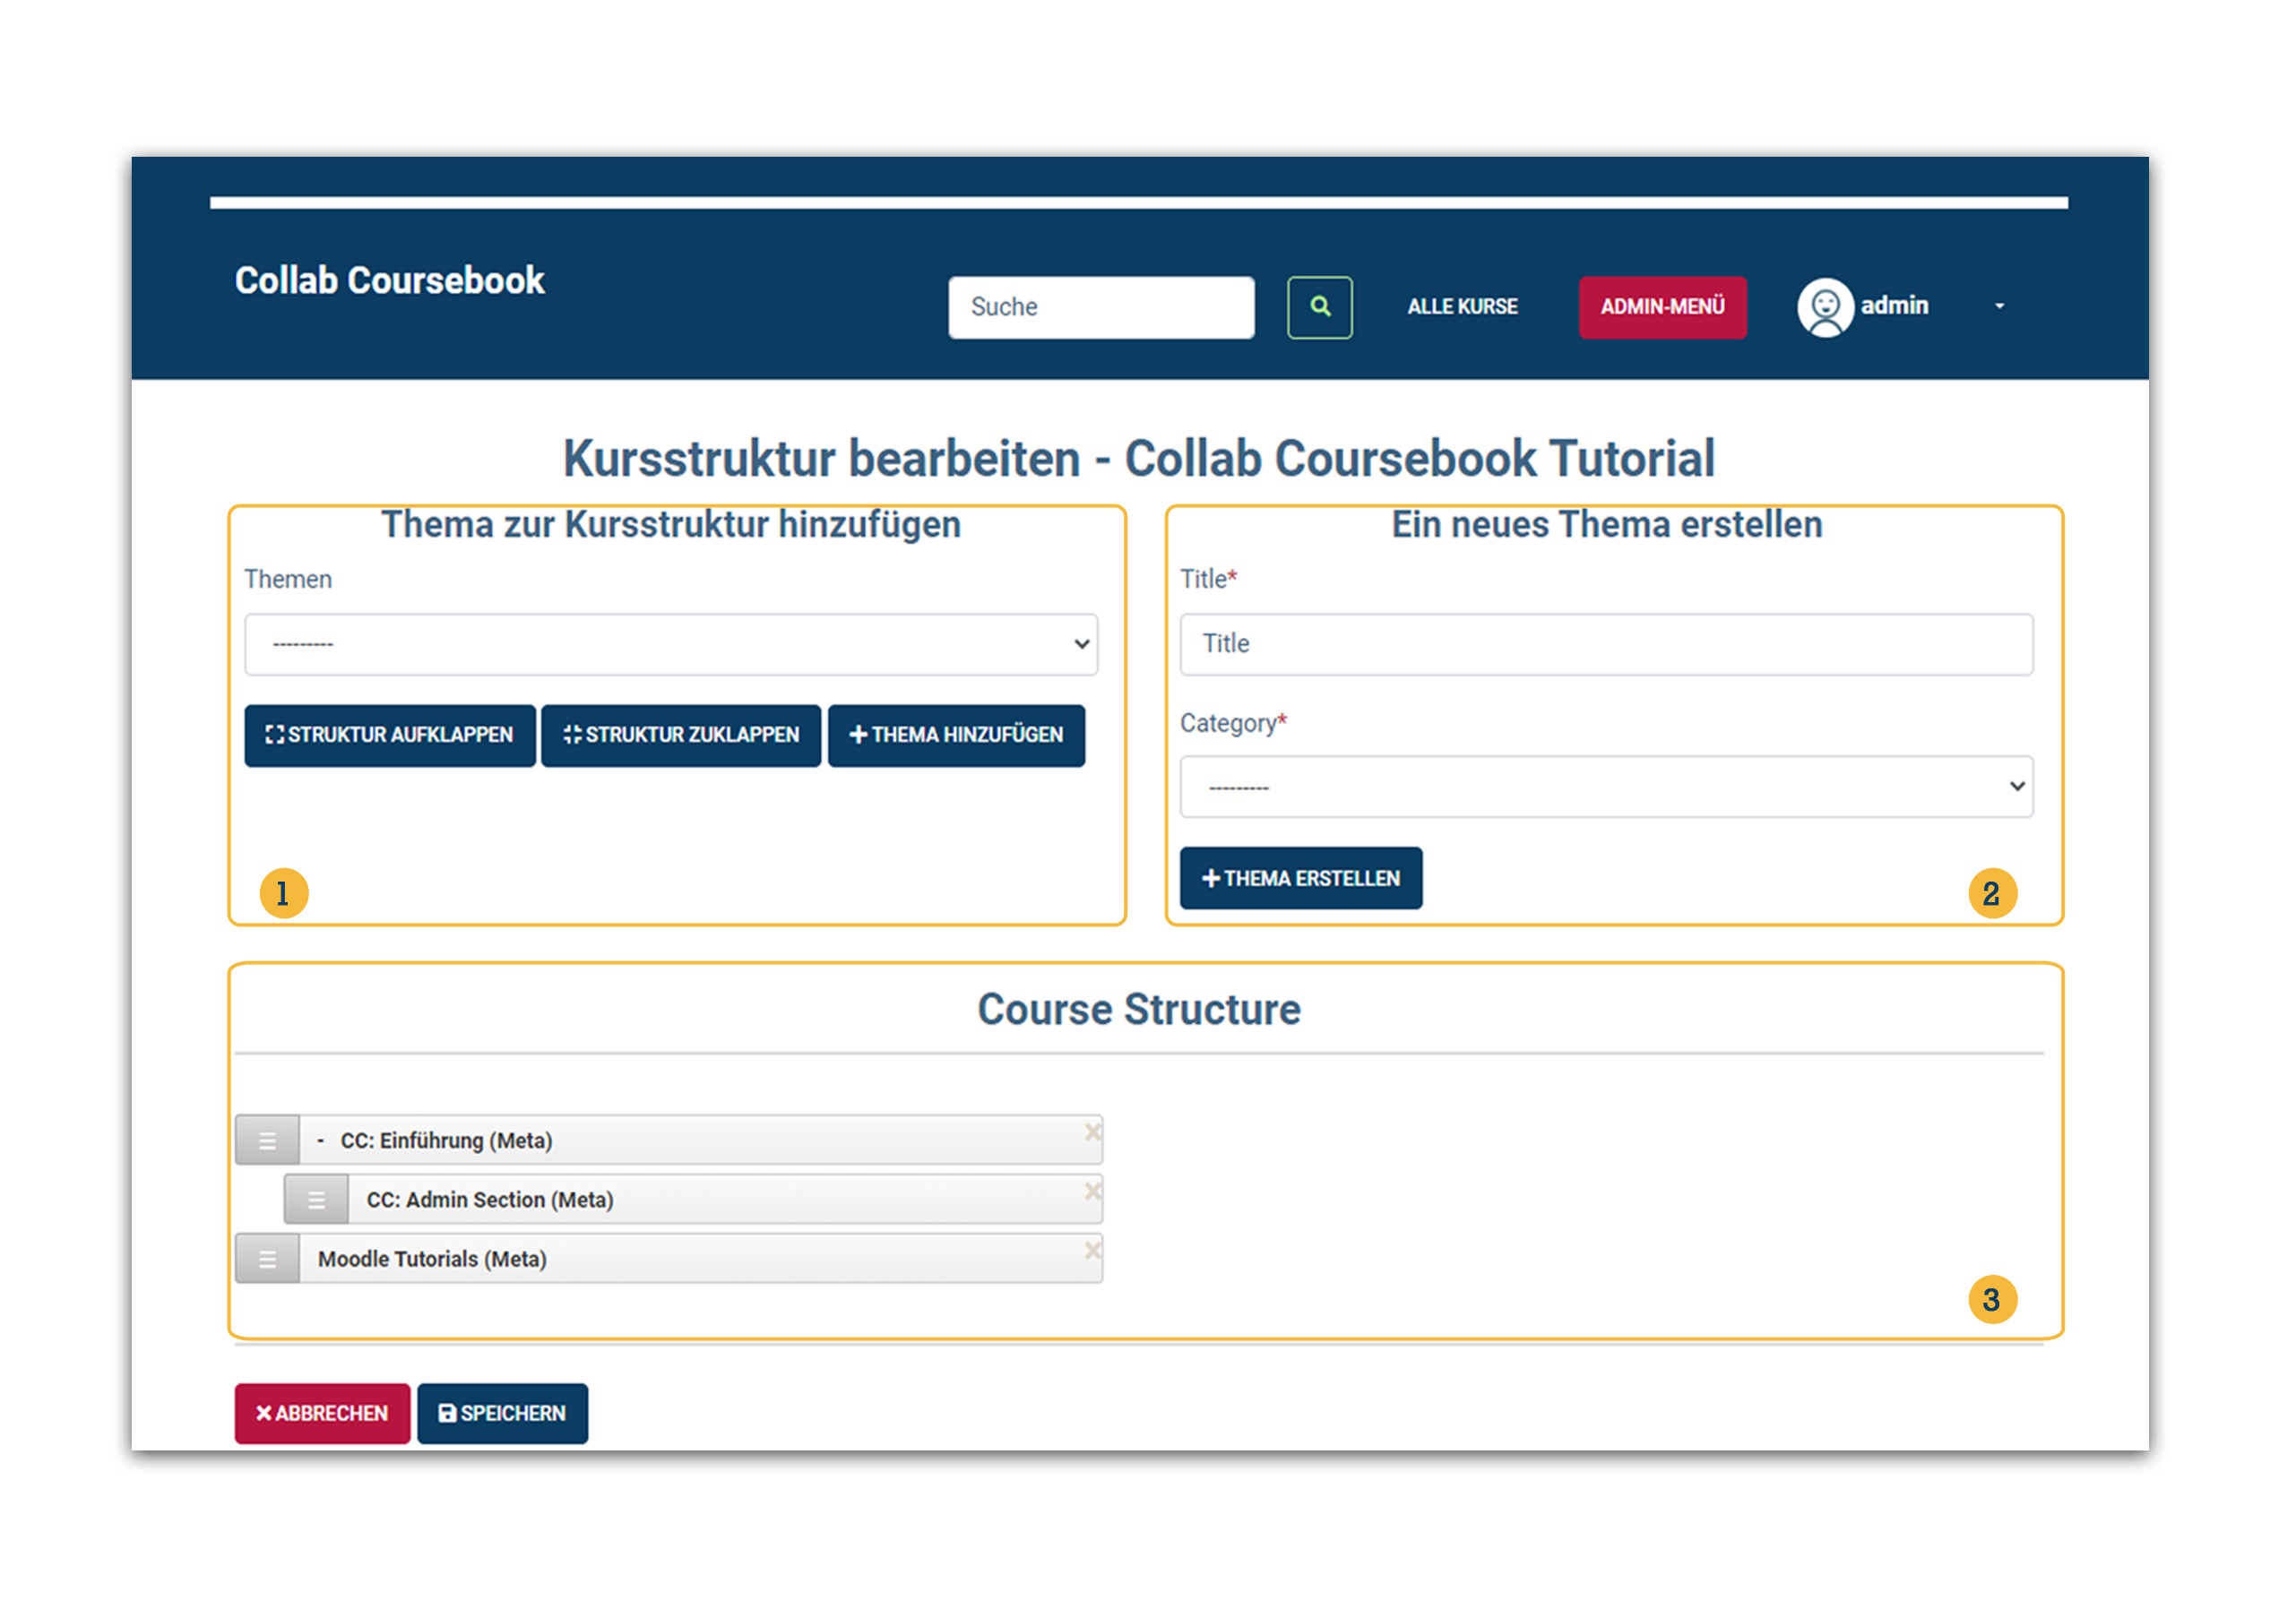 Collab Coursebook
Suche
ALLE KURSE
ADMIN-MENÜ
admin
Kursstruktur bearbeiten - Collab Coursebook Tutorial
Thema zur Kursstruktur hinzufügen
Themen
---------
STRUKTUR AUFKLAPPEN
STRUKTUR ZUKLAPPEN
THEMA HINZUFÜGEN
1
Ein neues Thema erstellen
Title*
Title
Category*
---------
THEMA ERSTELLEN
2
Course Structure
- CC: Einführung (Meta)
CC: Admin Section (Meta)
Moodle Tutorials (Meta)
3
ABBRECHEN
SPEICHERN